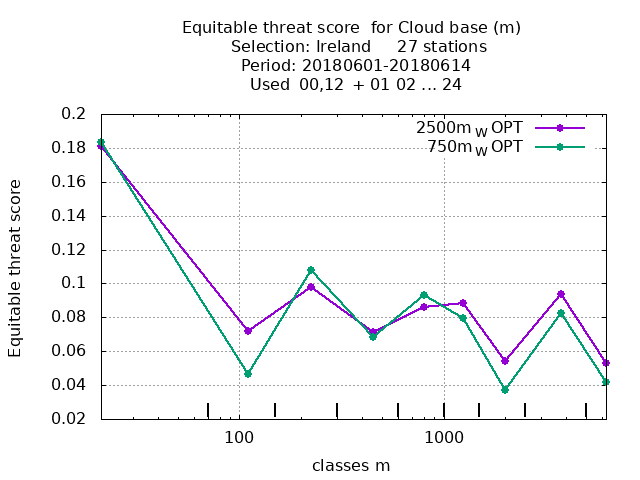 Equitable threat score  for Cloud base (m)
Selection: Ireland     27 stations
Period: 20180601-20180614
Used  00,12  + 01 02 ... 24
2500m W OPT
750m W OPT
Equitable threat score
0.2
0.18
0.16
0.14
0.12
0.1
0.08
0.06
0.04
0.02
100
1000
classes m